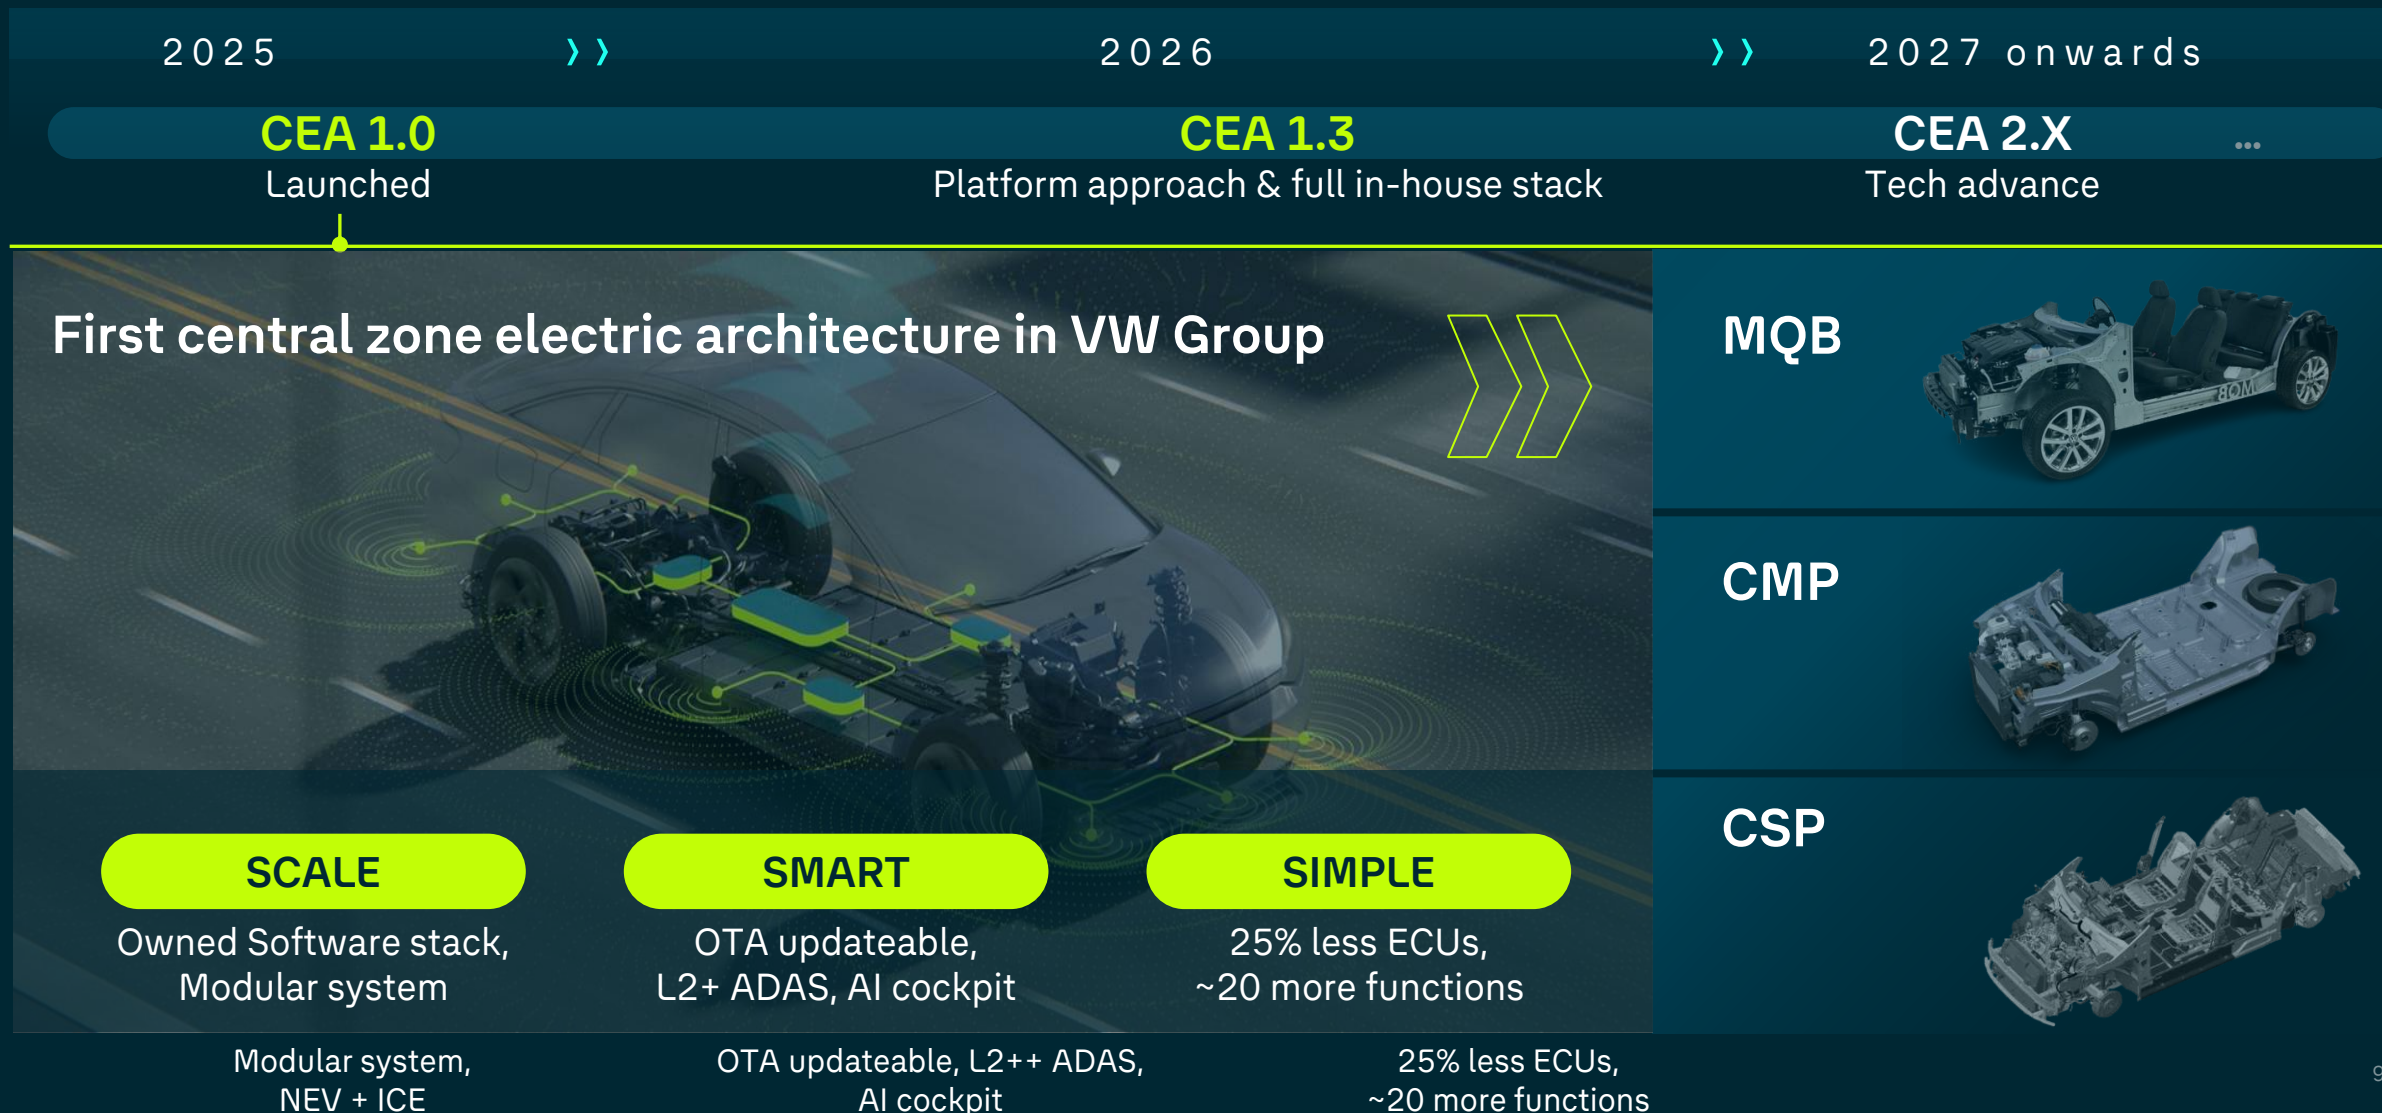 2025 2026 2027 onwards
CEA 1.0 CEA 1.3 CEA 2.X ...
Launched Platform approach & full in-house stack Tech advance
First central zone electric architecture in VW Group
MQB
MQB
CMP
CSP
SCALE SMART SIMPLE
Owned Software stack, OTA updateable, 25% less ECUs,
Modular system L2+ ADAS, AI cockpit ~20 more functions
Modular system, OTA updateable, L2++ ADAS, 25% less ECUs,
NEV + ICE AI cockpit ~20 more functions
9